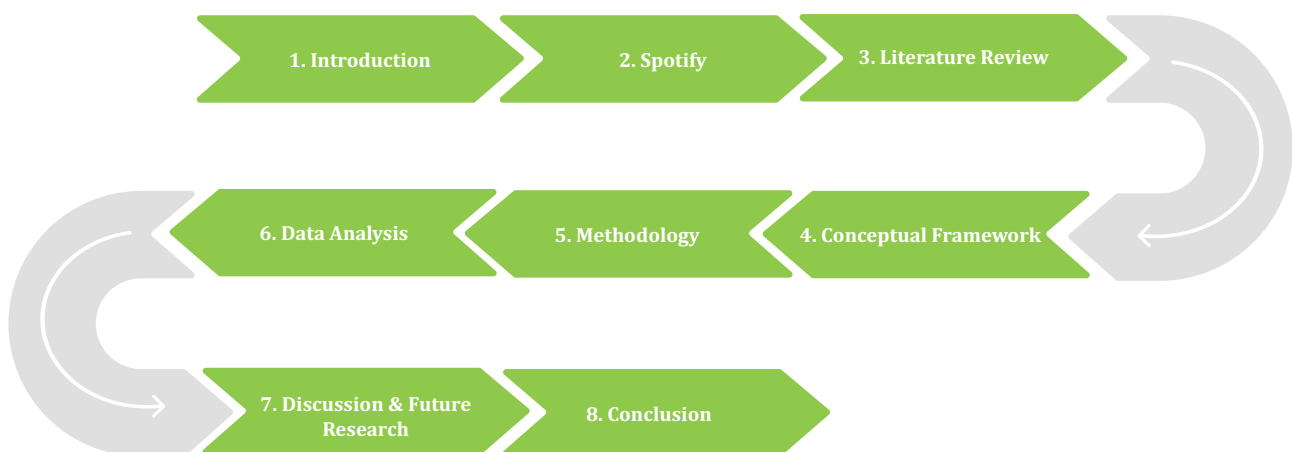 1. Introduction
2. Spotify
3. Literature Review
4. Conceptual Framework
5. Methodology
6. Data Analysis
7. Discussion & Future
Research
8. Conclusion